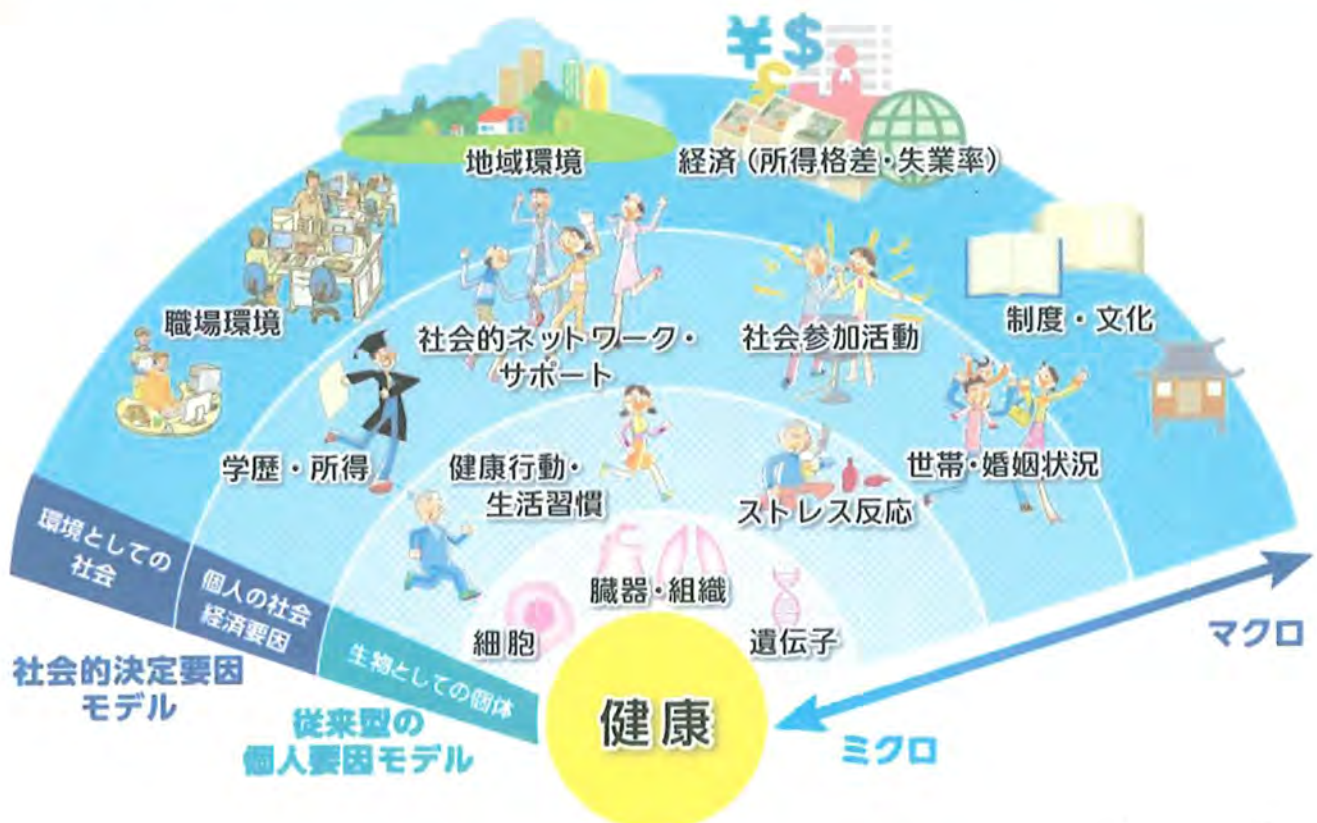 ¥$
£
地域環境
経済（所得格差・失業率）
職場環境
社会的ネットワーク・
サポート
社会参加活動
制度・文化
学歴・所得
健康行動・
生活習慣
ストレス反応
世帯・婚姻状況
環境としての
社会
個人の社会
経済要因
生物としての個体
細胞
臓器・組織
遺伝子
社会的決定要因
モデル
従来型の
個人要因モデル
健康
マクロ
ミクロ